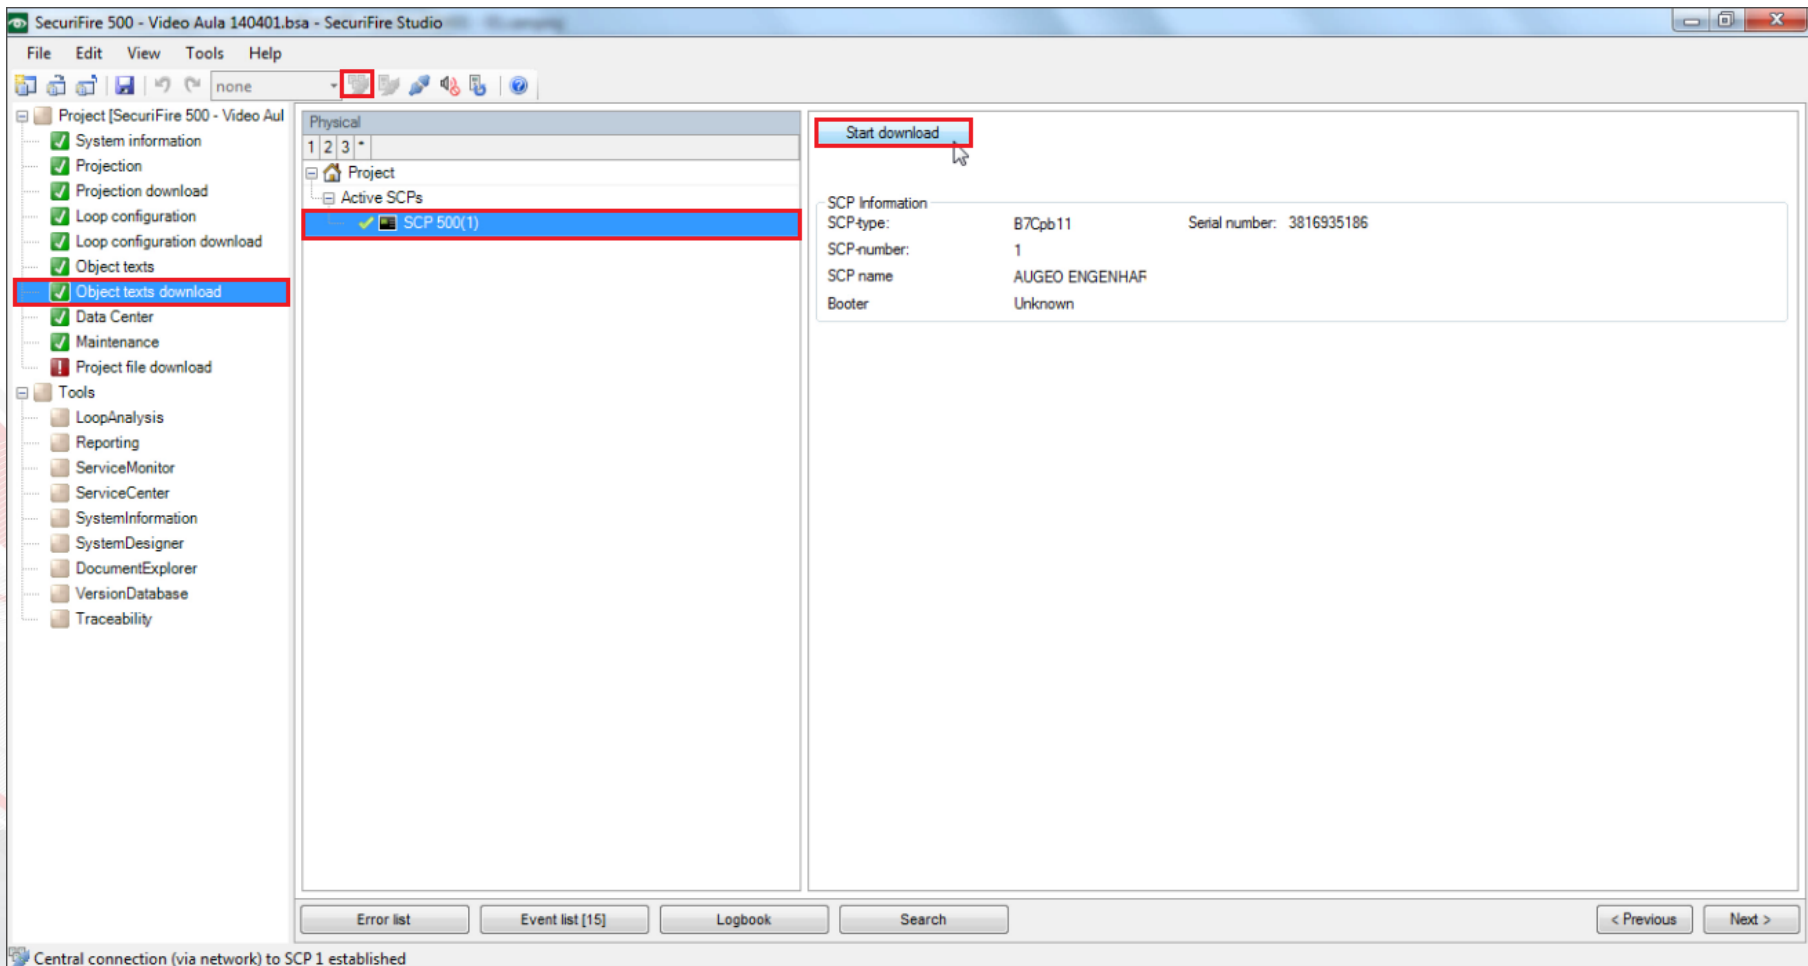 SecuriFire 500 - Video Aula 140401.bsa - SecuriFire Studio
File Edit View Tools Help
none
Project [SecuriFire 500 - Video Aul
System information
Projection
Projection download
Loop configuration
Loop configuration download
Object texts
Object texts download
Data Center
Maintenance
Project file download
Tools
LoopAnalysis
Reporting
ServiceMonitor
ServiceCenter
SystemInformation
SystemDesigner
DocumentExplorer
VersionDatabase
Traceability
Physical
1 2 3 *
Project
Active SCPs
SCP 500(1)
Start download
SCP Information
SCP-type: B7Cpb11 Serial number: 3816935186
SCP-number: 1
SCP name AUGEO ENGENHAR
Booter Unknown
Error list Event list [15] Logbook Search < Previous Next >
Central connection (via network) to SCP 1 established